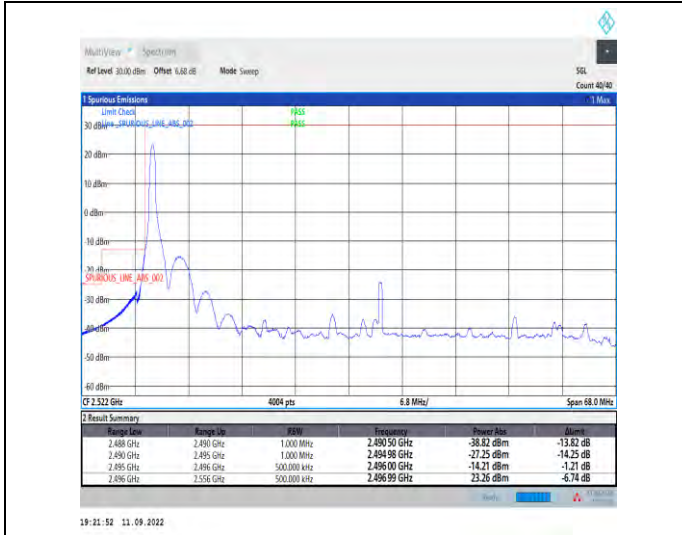 MultiView Spectrum
Ref Level 30.00 dBm Offset 6.68 dB Mode Sweep SGL
Count 40/40
1 Spurious Emissions 1 Max
Limit Check PASS
Line _SPURIOUS_LINE_ABS_002 PASS
30 dBm
20 dBm
10 dBm
0 dBm
-10 dBm
-20 dBm
_SPURIOUS_LINE_ABS_002
-30 dBm
-40 dBm
-50 dBm
-60 dBm
CF 2.522 GHz 4004 pts 6.8 MHz/ Span 68.0 MHz
2 Result Summary
Range Low Range Up RBW Frequency Power Abs ΔLimit
2.488 GHz 2.490 GHz 1.000 MHz 2.490 50 GHz -38.82 dBm -13.82 dB
2.490 GHz 2.495 GHz 1.000 MHz 2.494 98 GHz -27.25 dBm -14.25 dB
2.495 GHz 2.496 GHz 500.000 kHz 2.496 00 GHz -14.21 dBm -1.21 dB
2.496 GHz 2.556 GHz 500.000 kHz 2.496 99 GHz 23.26 dBm -6.74 dB
Ready
19:21:52 11.09.2022